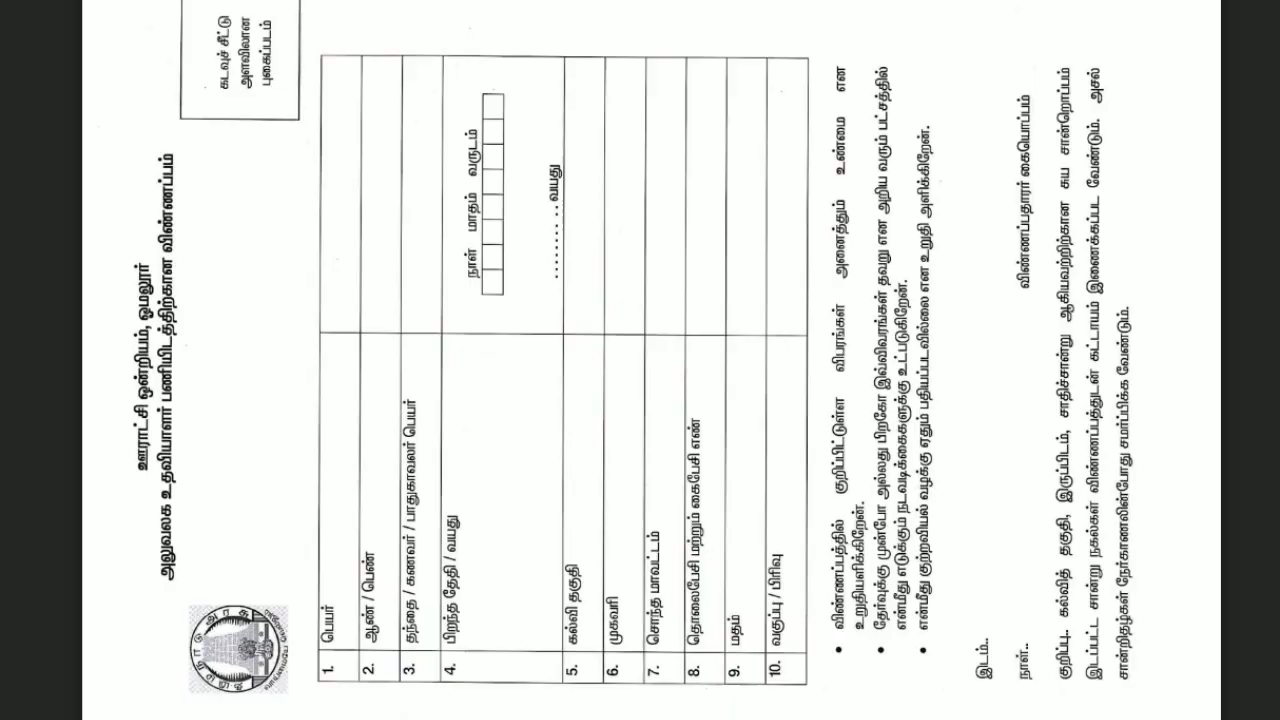 ஊராட்சி ஒன்றியம், ஓமலூர்
அலுவலக உதவியாளர் பணியிடத்திற்கான விண்ணப்பம்
கடவுச் சீட்டு
அளவிலான
புகைப்படம்
1. பெயர்
2. ஆண் / பெண்
3. தந்தை / கணவர் / பாதுகாவலர் பெயர்
4. பிறந்த தேதி / வயது
நாள் மாதம் வருடம்
.........வயது
5. கல்வி தகுதி
6. முகவரி
7. சொந்த மாவட்டம்
8. தொலைபேசி மற்றும் கைபேசி எண்
9. மதம்
10. வகுப்பு / பிரிவு
• விண்ணப்பத்தில் குறிப்பிட்டுள்ள விபரங்கள் அனைத்தும் உண்மை என
உறுதியளிக்கிறேன்.
• தேர்வுக்கு முன்போ அல்லது பிறகோ இவ்விவரங்கள் தவறு என அறிய வரும் பட்சத்தில்
என்மீது எடுக்கும் நடவடிக்கைகளுக்கு உட்படுகிறேன்.
• என்மீது குற்றவியல் வழக்கு ஏதும் பதியப்படவில்லை என உறுதி அளிக்கிறேன்.
இடம்..
நாள்..
விண்ணப்பதாரர் கையொப்பம்
குறிப்பு.. கல்வித் தகுதி, இருப்பிடம், சாதிச்சான்று ஆகியவற்றிற்கான சுய சான்றொப்பம்
இடப்பட்ட சான்று நகல்கள் விண்ணப்பத்துடன் கட்டாயம் இணைக்கப்பட வேண்டும். அசல்
சான்றிதழ்கள் நேர்காணலின்போது சமர்ப்பிக்க வேண்டும்.